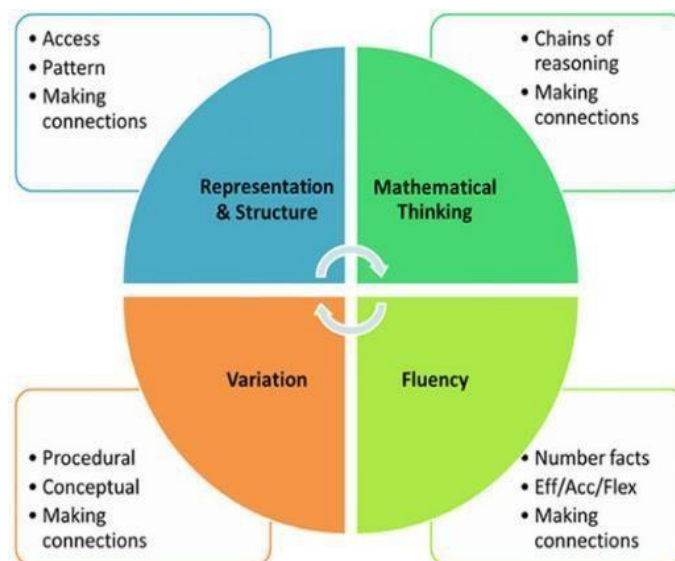 • Access
• Pattern
• Making
connections
• Chains of
reasoning
• Making
connections
Representation
& Structure
Mathematical
Thinking
Variation
Fluency
• Procedural
• Conceptual
• Making
connections
• Number facts
• Eff/Acc/Flex
• Making
connections